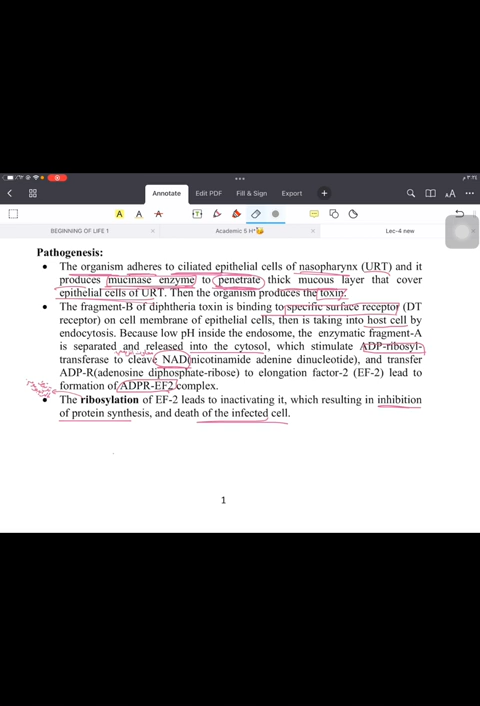 ٣:٢٤ م
Annotate Edit PDF Fill & Sign Export
BEGINNING OF LIFE 1 Academic 5 H* Lec-4 new
Pathogenesis:
• The organism adheres to ciliated epithelial cells of nasopharynx (URT) and it
produces mucinase enzyme to penetrate thick mucous layer that cover
epithelial cells of URT. Then the organism produces the toxin.
• The fragment-B of diphtheria toxin is binding to specific surface receptor (DT
receptor) on cell membrane of epithelial cells, then is taking into host cell by
endocytosis. Because low pH inside the endosome, the enzymatic fragment-A
is separated and released into the cytosol, which stimulate ADP-ribosyl-
transferase to cleave NAD(nicotinamide adenine dinucleotide), and transfer
ADP-R(adenosine diphosphate-ribose) to elongation factor-2 (EF-2) lead to
formation of ADPR-EF2 complex.
• The ribosylation of EF-2 leads to inactivating it, which resulting in inhibition
of protein synthesis, and death of the infected cell.
1